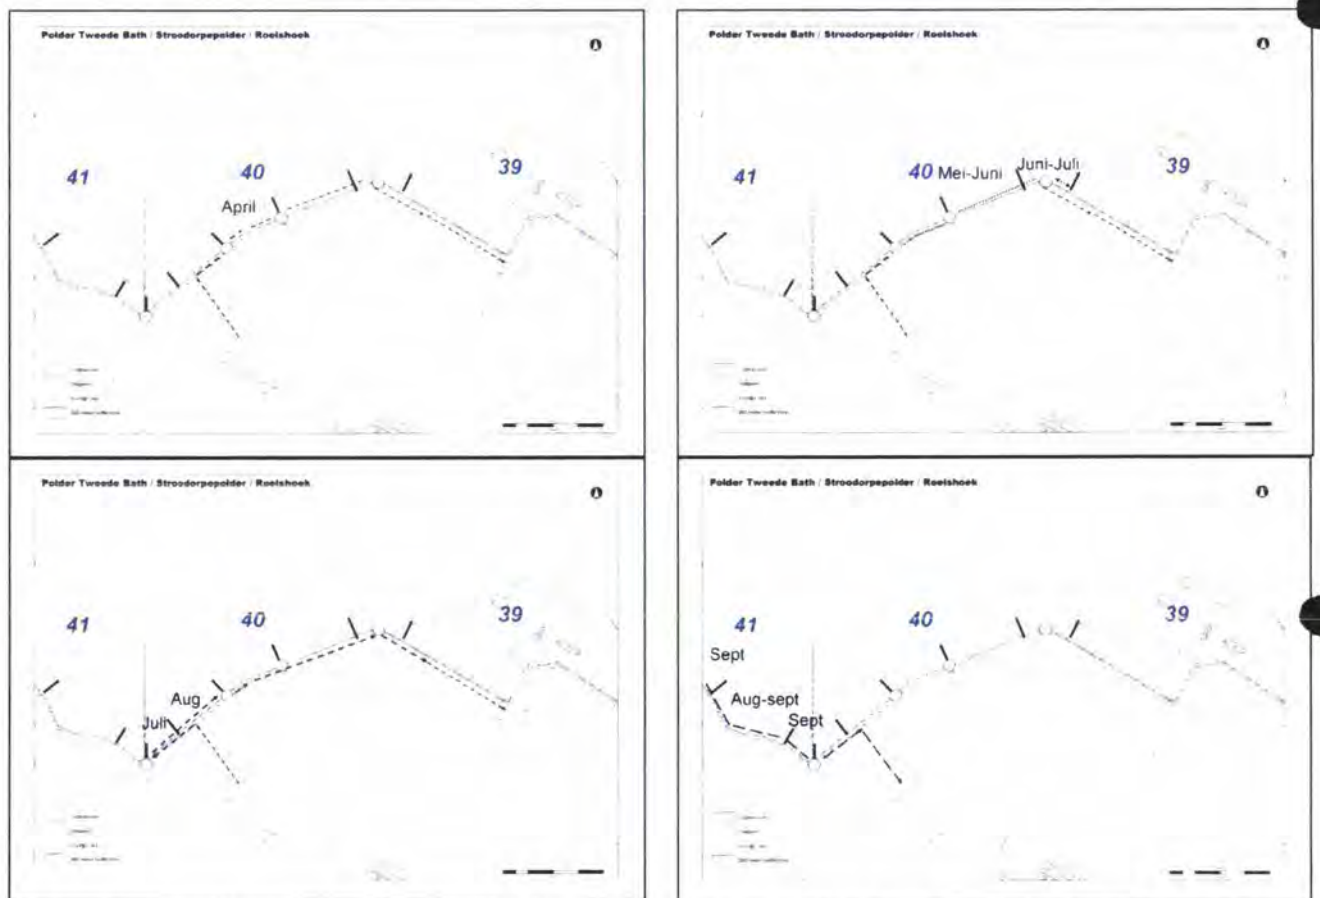 Polder Tweede Bath / Stroodorpepolder / Roelshoek
41
40
39
April
Polder Tweede Bath / Stroodorpepolder / Roelshoek
41
40
Mei-Juni
Juni-Juli
39
Polder Tweede Bath / Stroodorpepolder / Roelshoek
41
40
39
Aug
Juli
Polder Tweede Bath / Stroodorpepolder / Roelshoek
41
40
39
Sept
Aug-sept
Sept